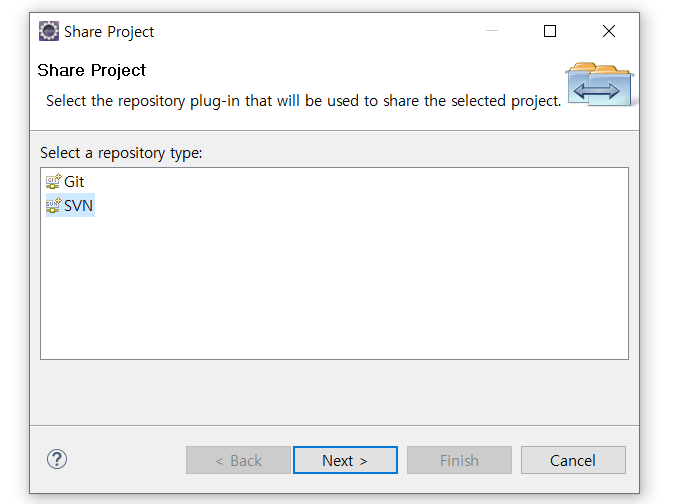 Share Project
Share Project
Select the repository plug-in that will be used to share the selected project.
Select a repository type:
Git
SVN
? < Back Next > Finish Cancel